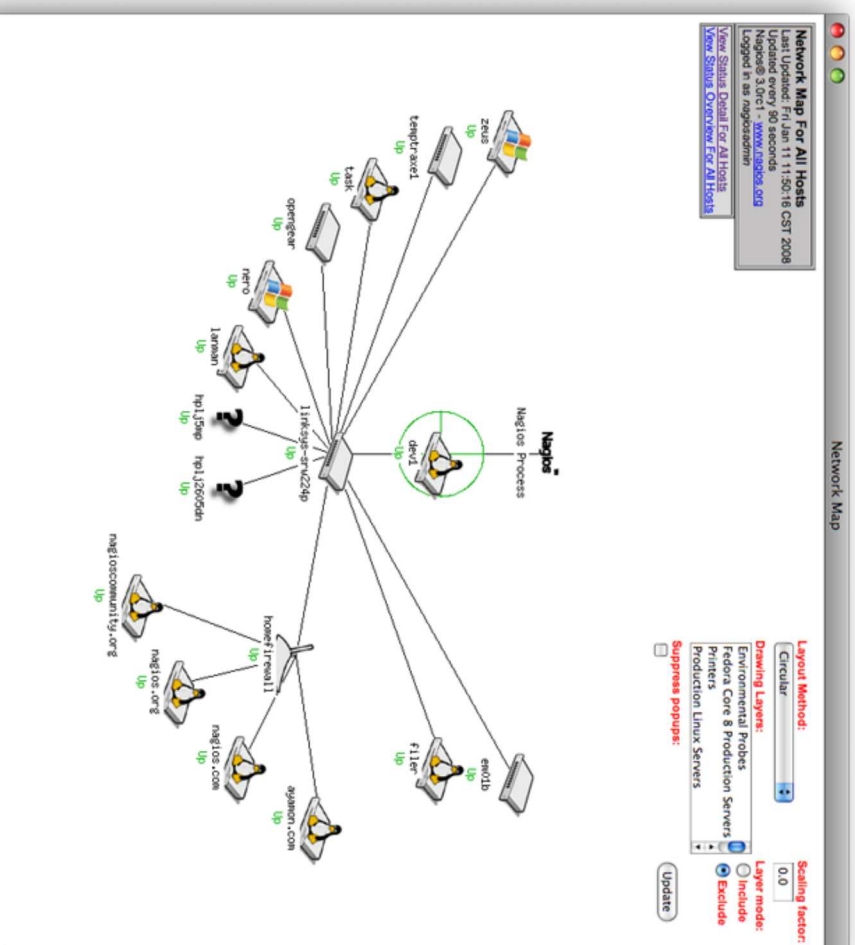 Network Map
Network Map For All Hosts
Last Updated: Fri Jan 11 11:50:16 CST 2008
Updated every 90 seconds
Nagios® 3.0rc1 - www.nagios.org
Logged in as nagiosadmin
View Status Detail For All Hosts
View Status Overview For All Hosts
Layout Method:
Circular
Scaling factor:
0.0
Drawing Layers:
Environmental Probes
Fedora Core 8 Production Servers
Printers
Production Linux Servers
Layer mode:
Include
Exclude
Suppress popups:
Update
Nagios™
Nagios Process
zeus
Up
temptraxe1
Up
task
Up
opengear
Up
nero
Up
lanman
Up
hplj5mp
Up
hplj2605dn
Up
linksys-srw224p
Up
dev1
Up
em01b
Up
filer
Up
homefirewall
Up
nagioscommunity.org
Up
nagios.org
Up
nagios.com
Up
ayamon.com
Up